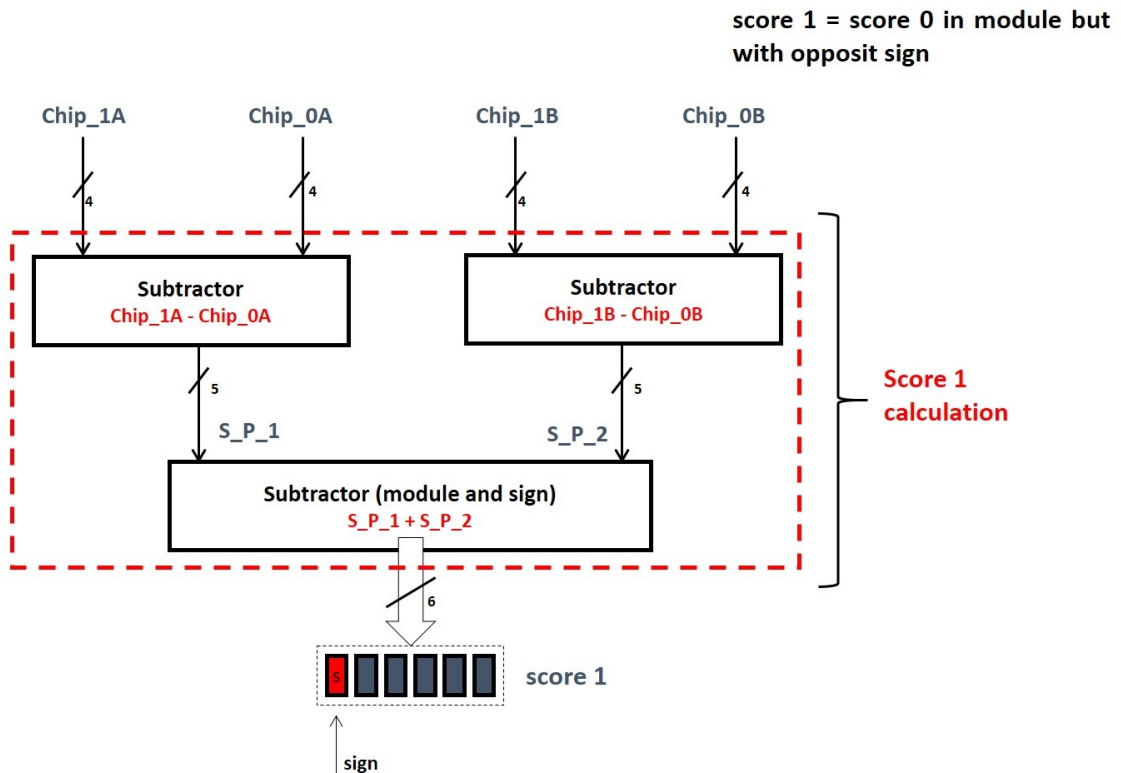 score 1 = score 0 in module but
with opposit sign
Chip_1A
Chip_0A
Chip_1B
Chip_0B
4
4
4
4
Subtractor
Chip_1A - Chip_0A
Subtractor
Chip_1B - Chip_0B
5
5
S_P_1
S_P_2
Score 1
calculation
Subtractor (module and sign)
S_P_1 + S_P_2
6
S
score 1
sign